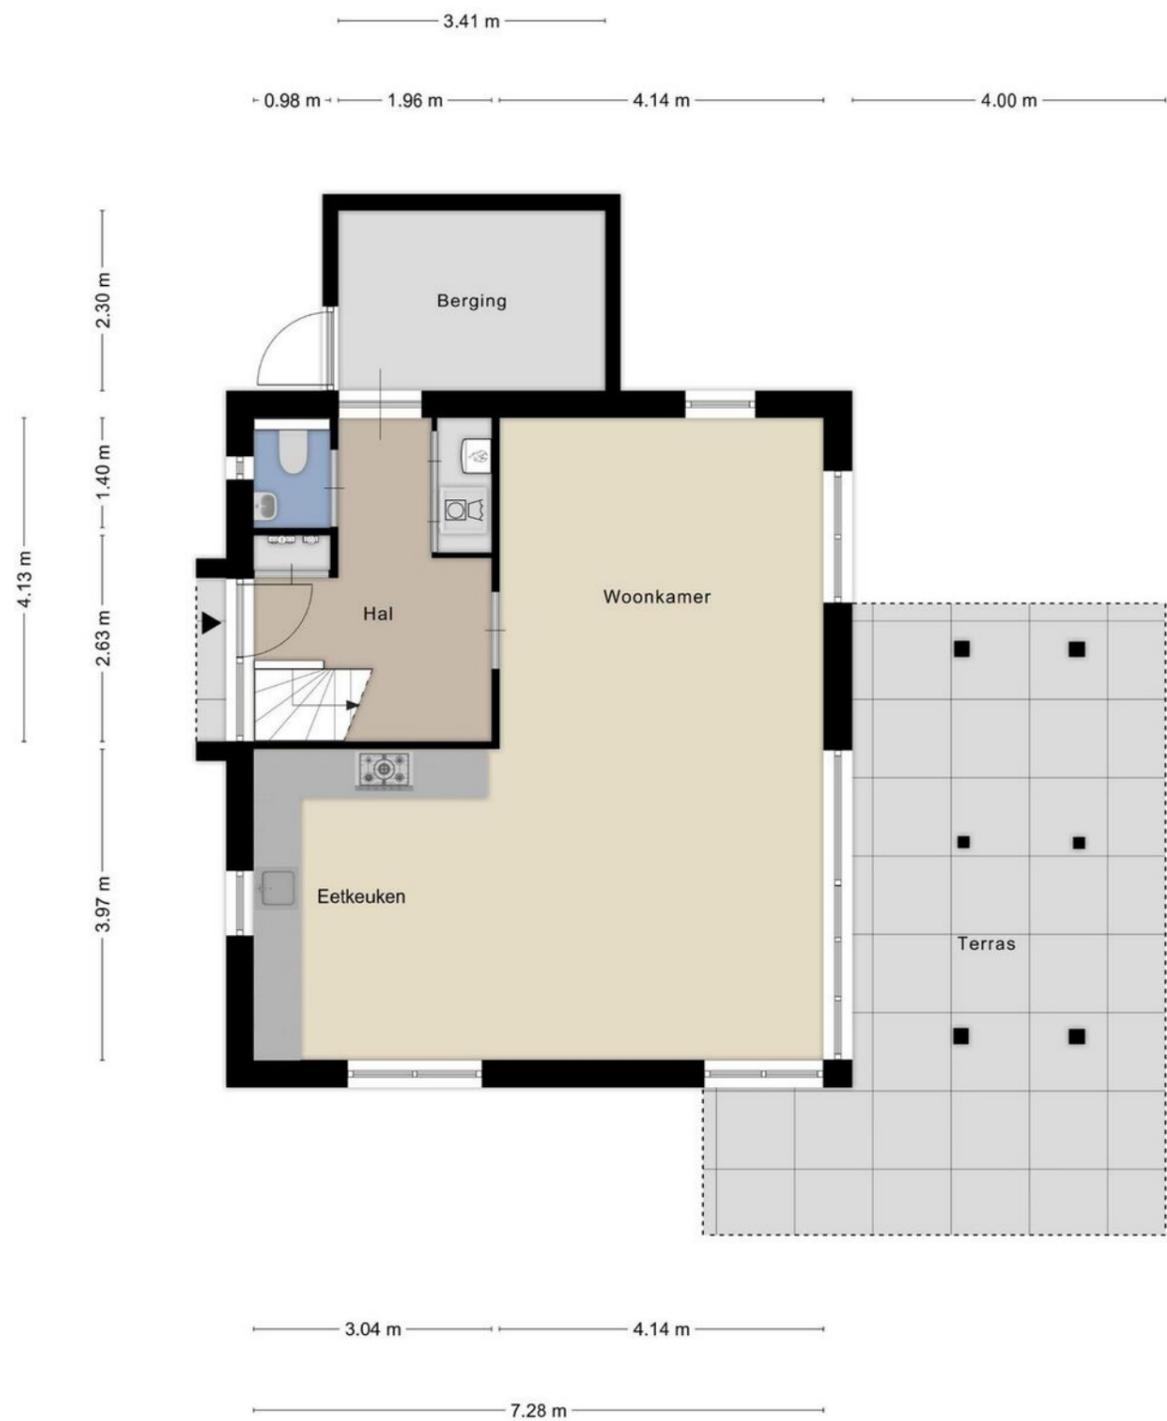 3.41 m
0.98 m
1.96 m
4.14 m
4.00 m
2.30 m
Berging
1.40 m
4.13 m
2.63 m
Hal
Woonkamer
3.97 m
Eetkeuken
Terras
3.04 m
4.14 m
7.28 m